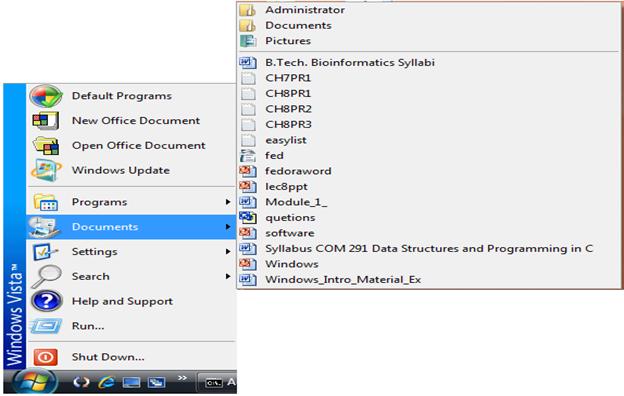 Administrator
Documents
Pictures
B.Tech. Bioinformatics Syllabi
CH7PR1
CH8PR1
CH8PR2
CH8PR3
easylist
fed
fedoraword
lec8ppt
Module_1_
quetions
software
Syllabus COM 291 Data Structures and Programming in C
Windows
Windows_Intro_Material_Ex
Default Programs
New Office Document
Open Office Document
Windows Update
Programs
Documents
Settings
Search
Help and Support
Run...
Shut Down...
Windows Vista™
A